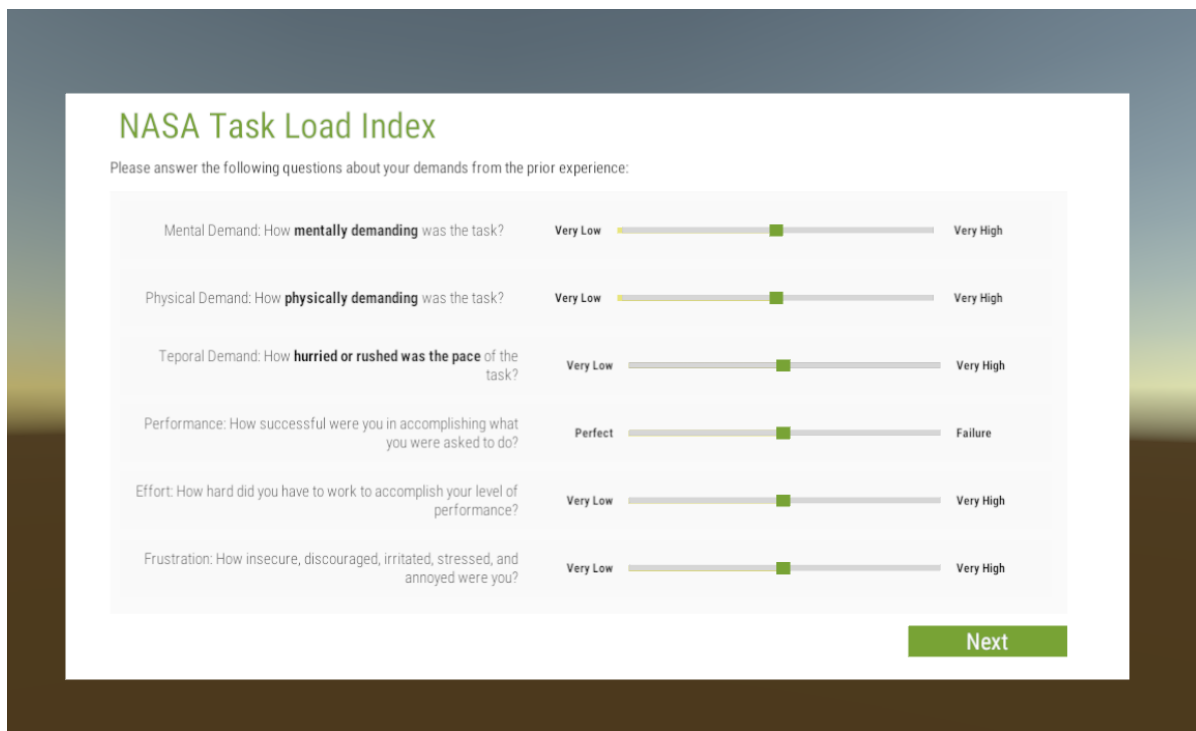 NASA Task Load Index
Please answer the following questions about your demands from the prior experience:
Mental Demand: How mentally demanding was the task? Very Low Very High
Physical Demand: How physically demanding was the task? Very Low Very High
Teporal Demand: How hurried or rushed was the pace of the
task? Very Low Very High
Performance: How successful were you in accomplishing what
you were asked to do? Perfect Failure
Effort: How hard did you have to work to accomplish your level of
performance? Very Low Very High
Frustration: How insecure, discouraged, irritated, stressed, and
annoyed were you? Very Low Very High
Next